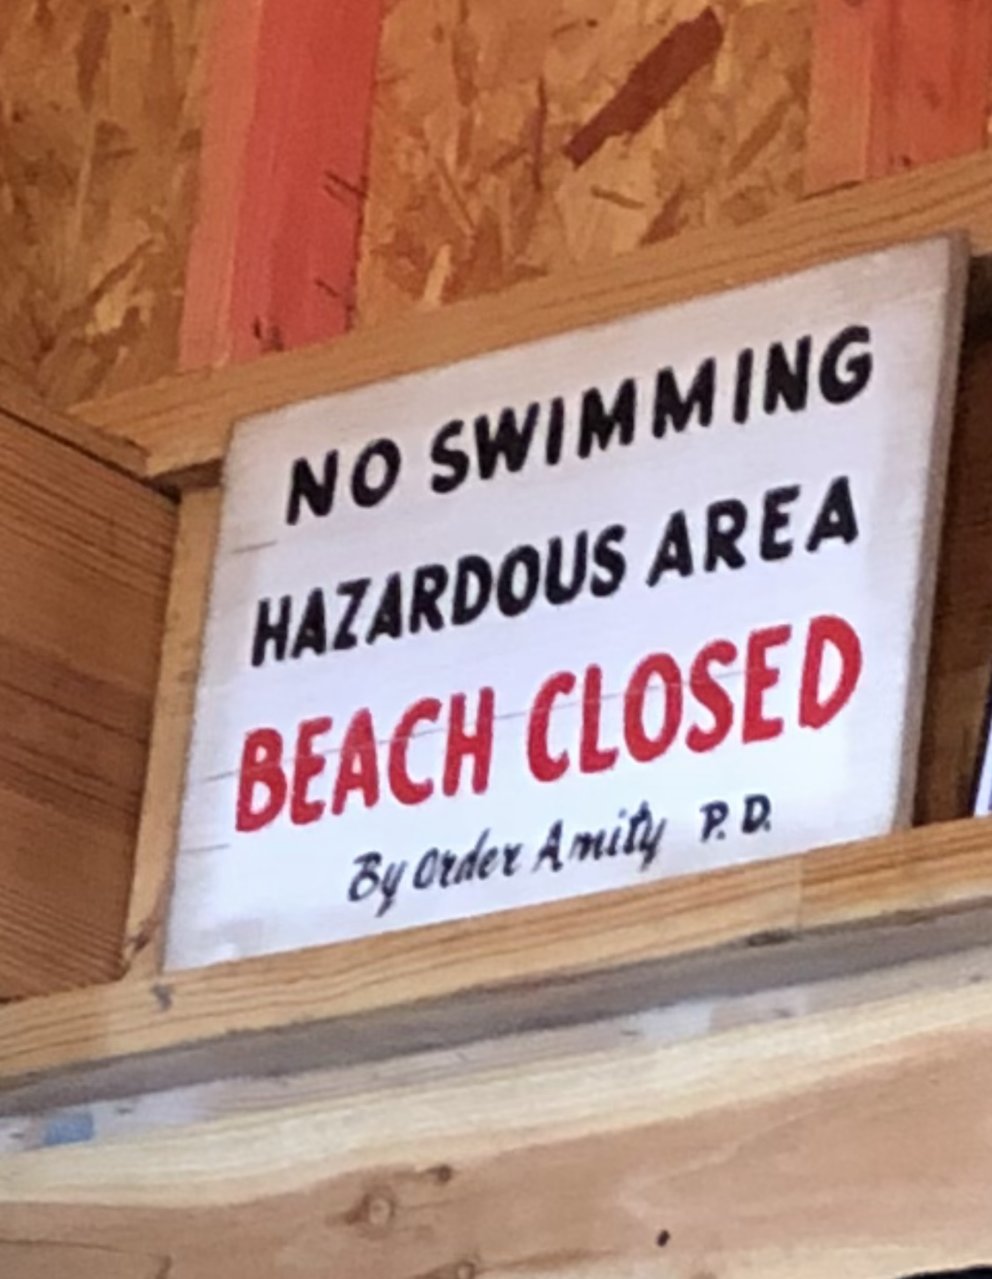 NO SWIMMING
HAZARDOUS AREA
BEACH CLOSED
By Order Amity P.D.